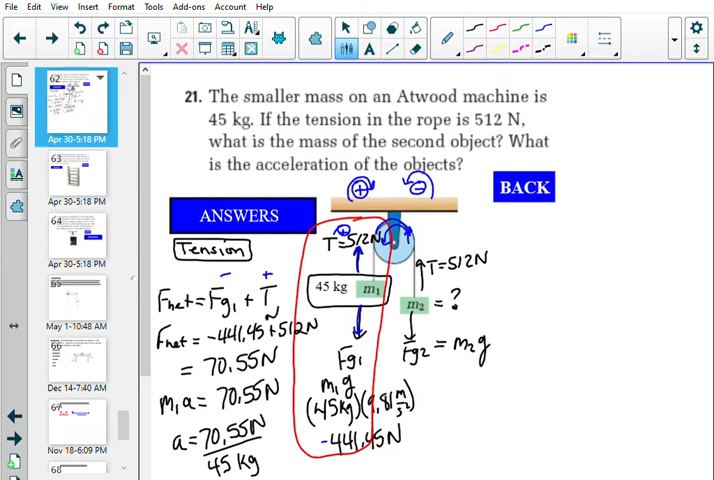 File Edit View Insert Format Tools Add-ons Account Help
62
Apr 30-5:18 PM
63
Apr 30-5:18 PM
64
Apr 30-5:18 PM
65
May 1-10:48 AM
66
Dec 14-7:40 AM
67
Nov 18-6:09 PM
68
21. The smaller mass on an Atwood machine is
45 kg. If the tension in the rope is 512 N,
what is the mass of the second object? What
is the acceleration of the objects?
BACK
+ −
ANSWERS
Tension
− +
Fnet = Fg1 + T
Fnet = -441.45 + 512N
= 70.55N
m1a = 70.55N
a = 70.55N
45 kg
+
T=512N
45 kg m1
Fg1
m1g
(45kg)(9.81 m/s²)
-441.45N
T=512N
m2 = ?
Fg2 = m2g